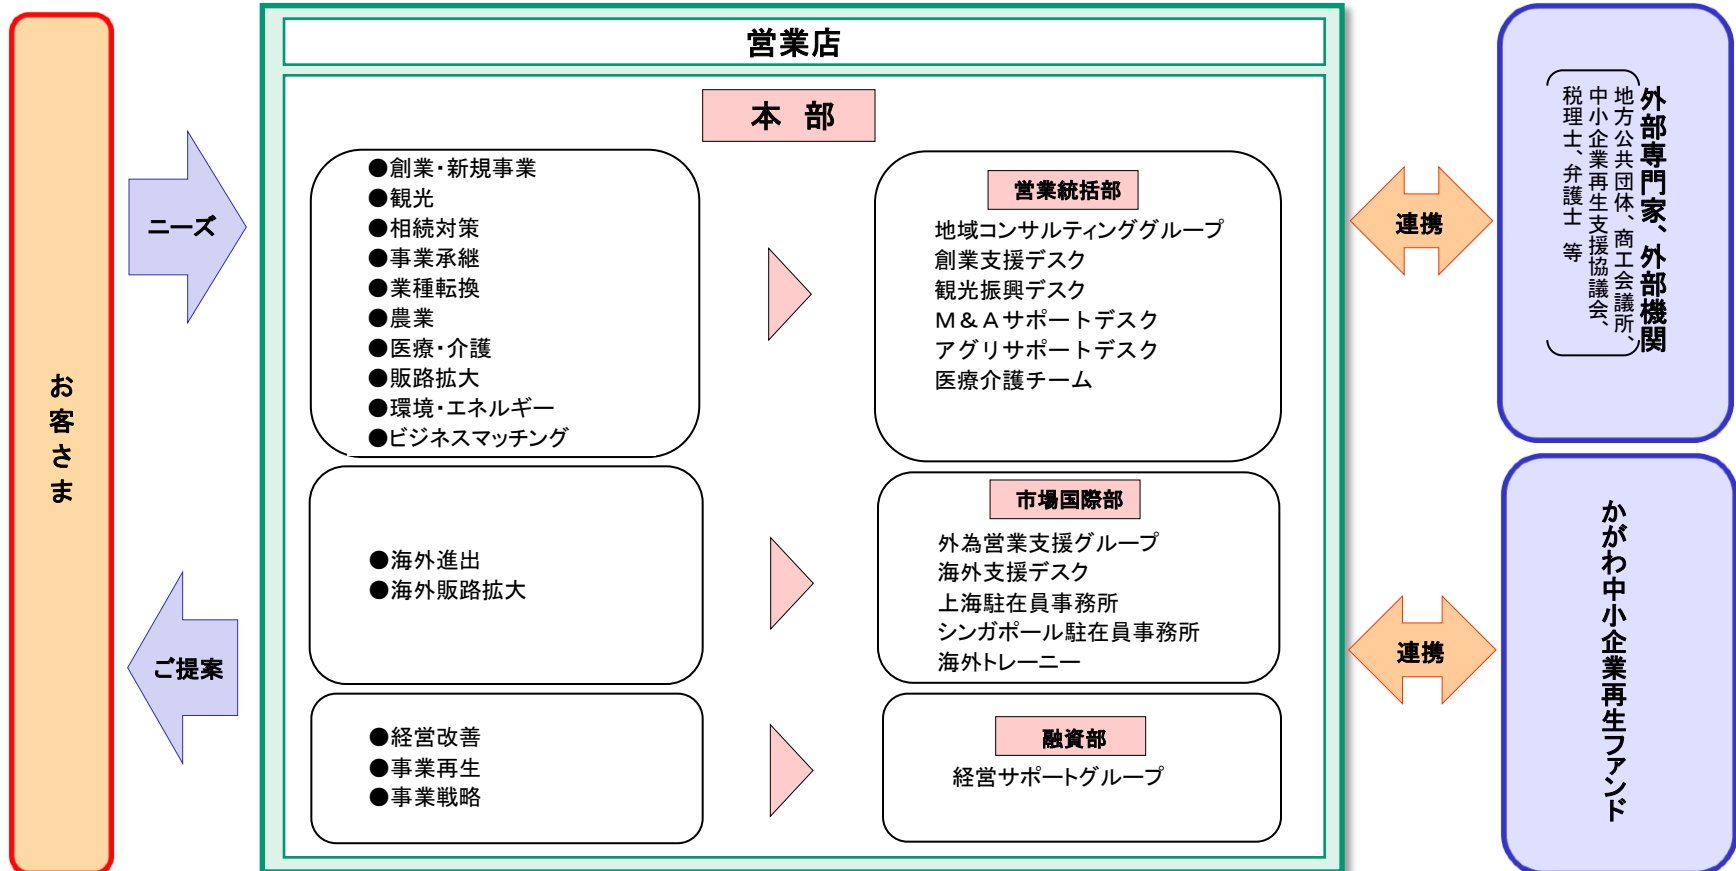 お客さま
ニーズ
ご提案
営業店
本 部
●創業・新規事業
●観光
●相続対策
●事業承継
●業種転換
●農業
●医療・介護
●販路拡大
●環境・エネルギー
●ビジネスマッチング
営業統括部
地域コンサルティンググループ
創業支援デスク
観光振興デスク
M&Aサポートデスク
アグリサポートデスク
医療介護チーム
●海外進出
●海外販路拡大
市場国際部
外為営業支援グループ
海外支援デスク
上海駐在員事務所
シンガポール駐在員事務所
海外トレーニー
●経営改善
●事業再生
●事業戦略
融資部
経営サポートグループ
連携
連携
外部専門家、外部機関
地方公共団体、商工会議所、
中小企業再生支援協議会、
税理士、弁護士 等
かがわ中小企業再生ファンド